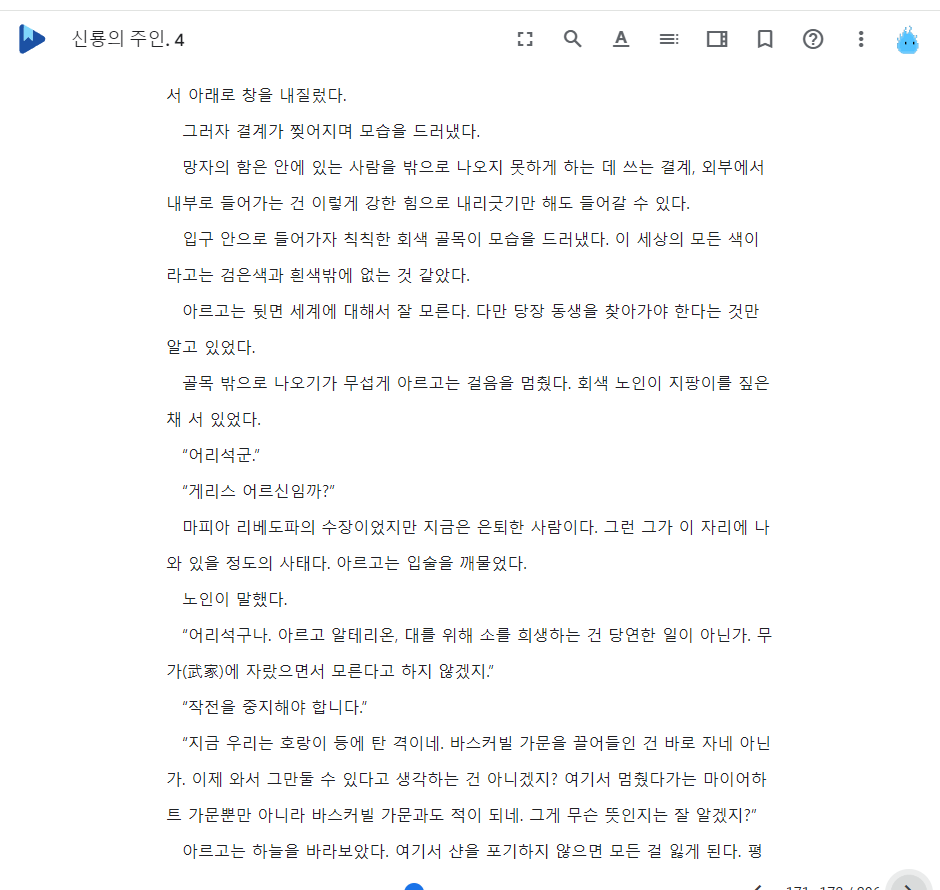 신룡의 주인. 4
서 아래로 창을 내질렀다.
그러자 결계가 찢어지며 모습을 드러냈다.
망자의 함은 안에 있는 사람을 밖으로 나오지 못하게 하는 데 쓰는 결계, 외부에서
내부로 들어가는 건 이렇게 강한 힘으로 내리긋기만 해도 들어갈 수 있다.
입구 안으로 들어가자 칙칙한 회색 골목이 모습을 드러냈다. 이 세상의 모든 색이
라고는 검은색과 흰색밖에 없는 것 같았다.
아르고는 뒷면 세계에 대해서 잘 모른다. 다만 당장 동생을 찾아가야 한다는 것만
알고 있었다.
골목 밖으로 나오기가 무섭게 아르고는 걸음을 멈췄다. 회색 노인이 지팡이를 짚은
채 서 있었다.
“어리석군.”
“게리스 어르신임까?”
마피아 리베도파의 수장이었지만 지금은 은퇴한 사람이다. 그런 그가 이 자리에 나
와 있을 정도의 사태다. 아르고는 입술을 깨물었다.
노인이 말했다.
“어리석구나. 아르고 알테리온, 대를 위해 소를 희생하는 건 당연한 일이 아닌가. 무
가(武家)에 자랐으면서 모른다고 하지 않겠지.”
“작전을 중지해야 합니다.”
“지금 우리는 호랑이 등에 탄 격이네. 바스커빌 가문을 끌어들인 건 바로 자네 아닌
가. 이제 와서 그만둘 수 있다고 생각하는 건 아니겠지? 여기서 멈췄다가는 마이어하
트 가문뿐만 아니라 바스커빌 가문과도 적이 되네. 그게 무슨 뜻인지는 잘 알겠지?”
아르고는 하늘을 바라보았다. 여기서 샨을 포기하지 않으면 모든 걸 잃게 된다. 평